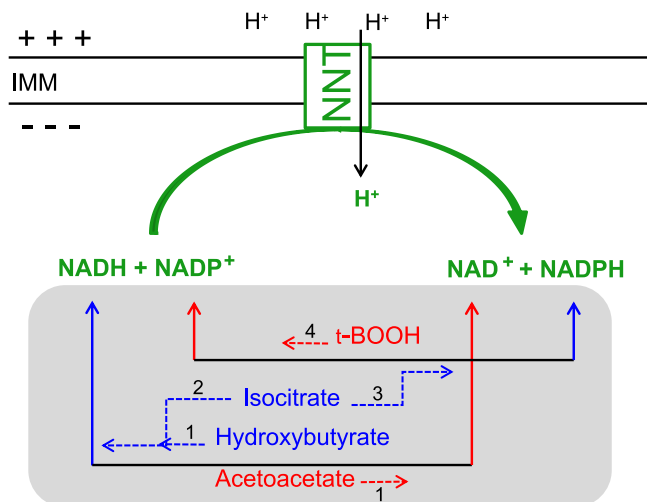 H⁺ H⁺ H⁺ H⁺
+ + +
IMM
NNT
- - -
H⁺
NADH + NADP⁺
NAD⁺ + NADPH
4
t-BOOH
2
Isocitrate
3
1
Hydroxybutyrate
Acetoacetate
1